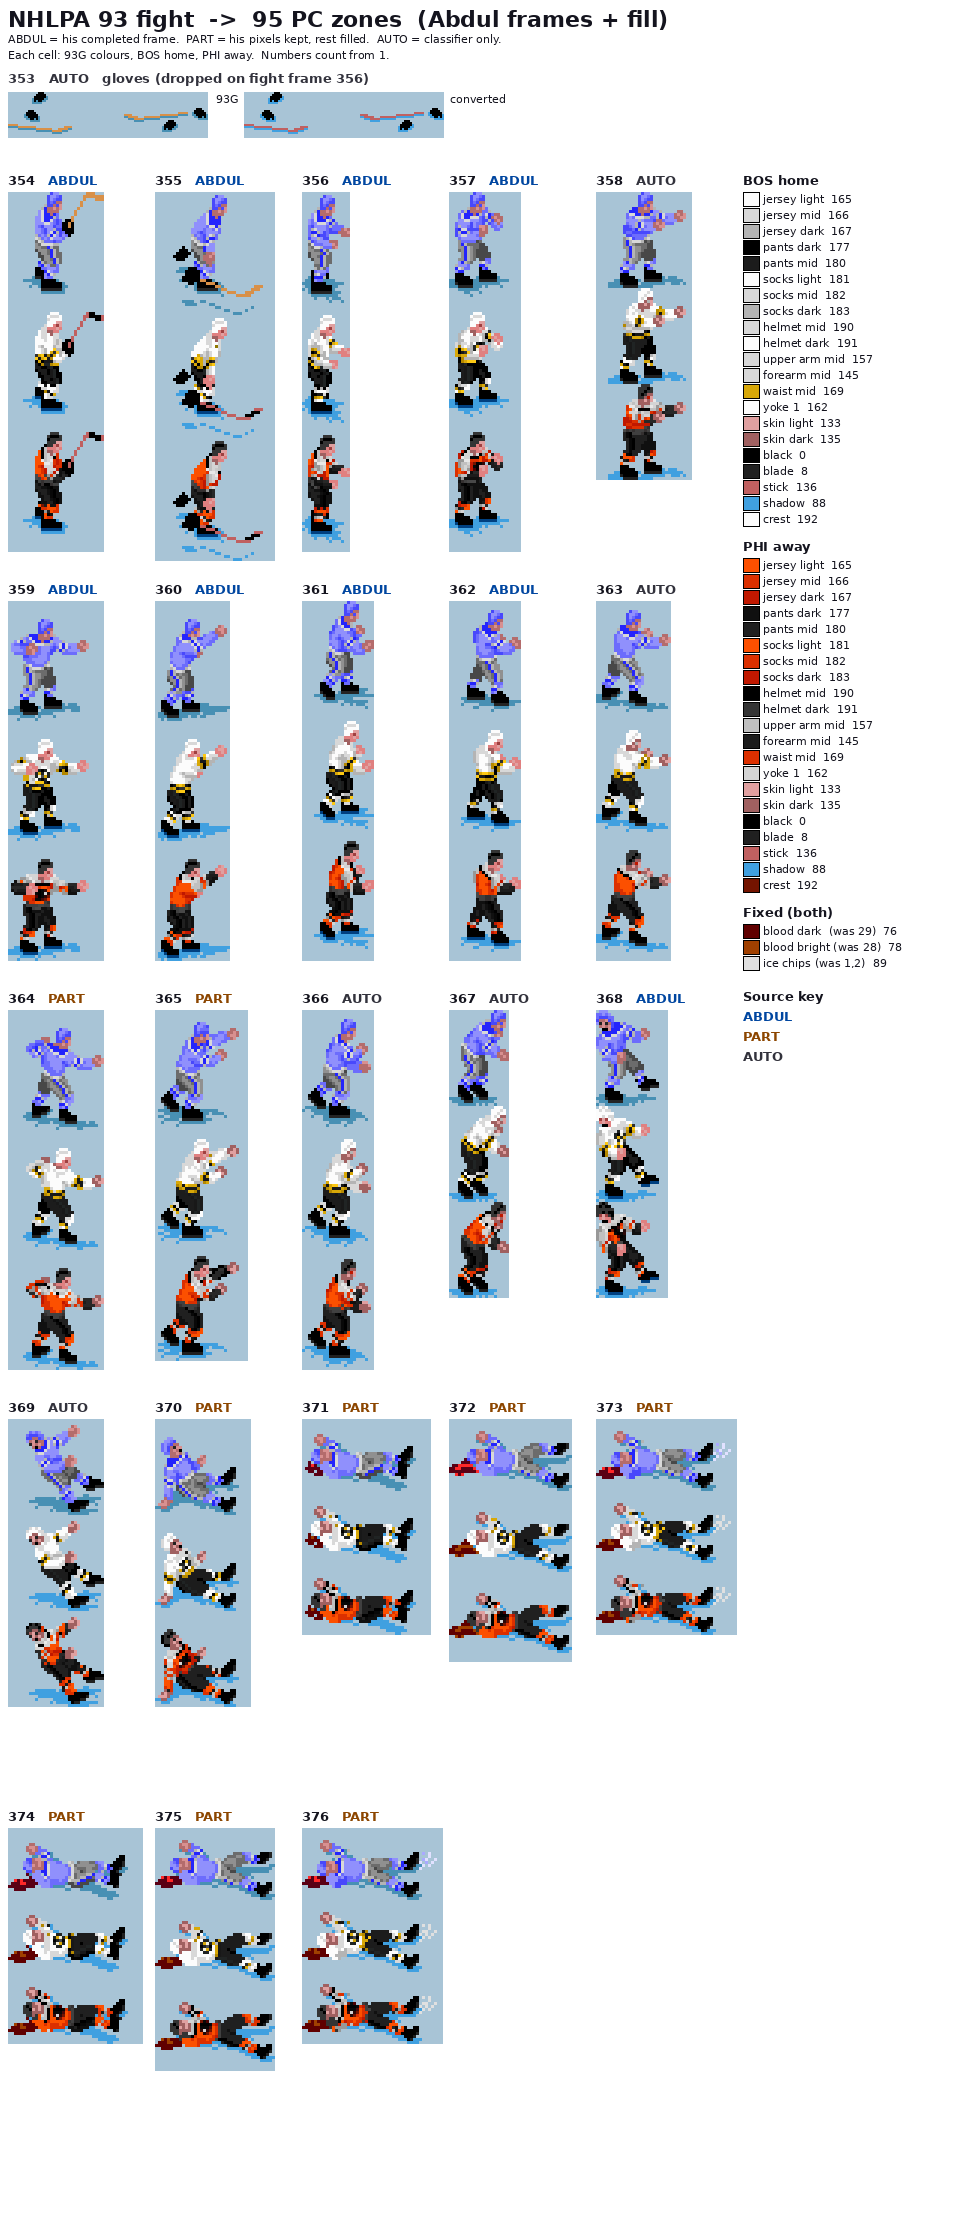 NHLPA 93 fight -> 95 PC zones (Abdul frames + fill)
ABDUL = his completed frame. PART = his pixels kept, rest filled. AUTO = classifier only.
Each cell: 93G colours, BOS home, PHI away. Numbers count from 1.
353 AUTO gloves (dropped on fight frame 356)
93G
converted
354 ABDUL
355 ABDUL
356 ABDUL
357 ABDUL
358 AUTO
BOS home
jersey light 165
jersey mid 166
jersey dark 167
pants dark 177
pants mid 180
socks light 181
socks mid 182
socks dark 183
helmet mid 190
helmet dark 191
upper arm mid 157
forearm mid 145
waist mid 169
yoke 1 162
skin light 133
skin dark 135
black 0
blade 8
stick 136
shadow 88
crest 192
PHI away
jersey light 165
jersey mid 166
jersey dark 167
pants dark 177
pants mid 180
socks light 181
socks mid 182
socks dark 183
helmet mid 190
helmet dark 191
upper arm mid 157
forearm mid 145
waist mid 169
yoke 1 162
skin light 133
skin dark 135
black 0
blade 8
stick 136
shadow 88
crest 192
Fixed (both)
blood dark (was 29) 76
blood bright (was 28) 78
ice chips (was 1,2) 89
Source key
ABDUL
PART
AUTO
359 ABDUL
360 ABDUL
361 ABDUL
362 ABDUL
363 AUTO
364 PART
365 PART
366 AUTO
367 AUTO
368 ABDUL
369 AUTO
370 PART
371 PART
372 PART
373 PART
374 PART
375 PART
376 PART